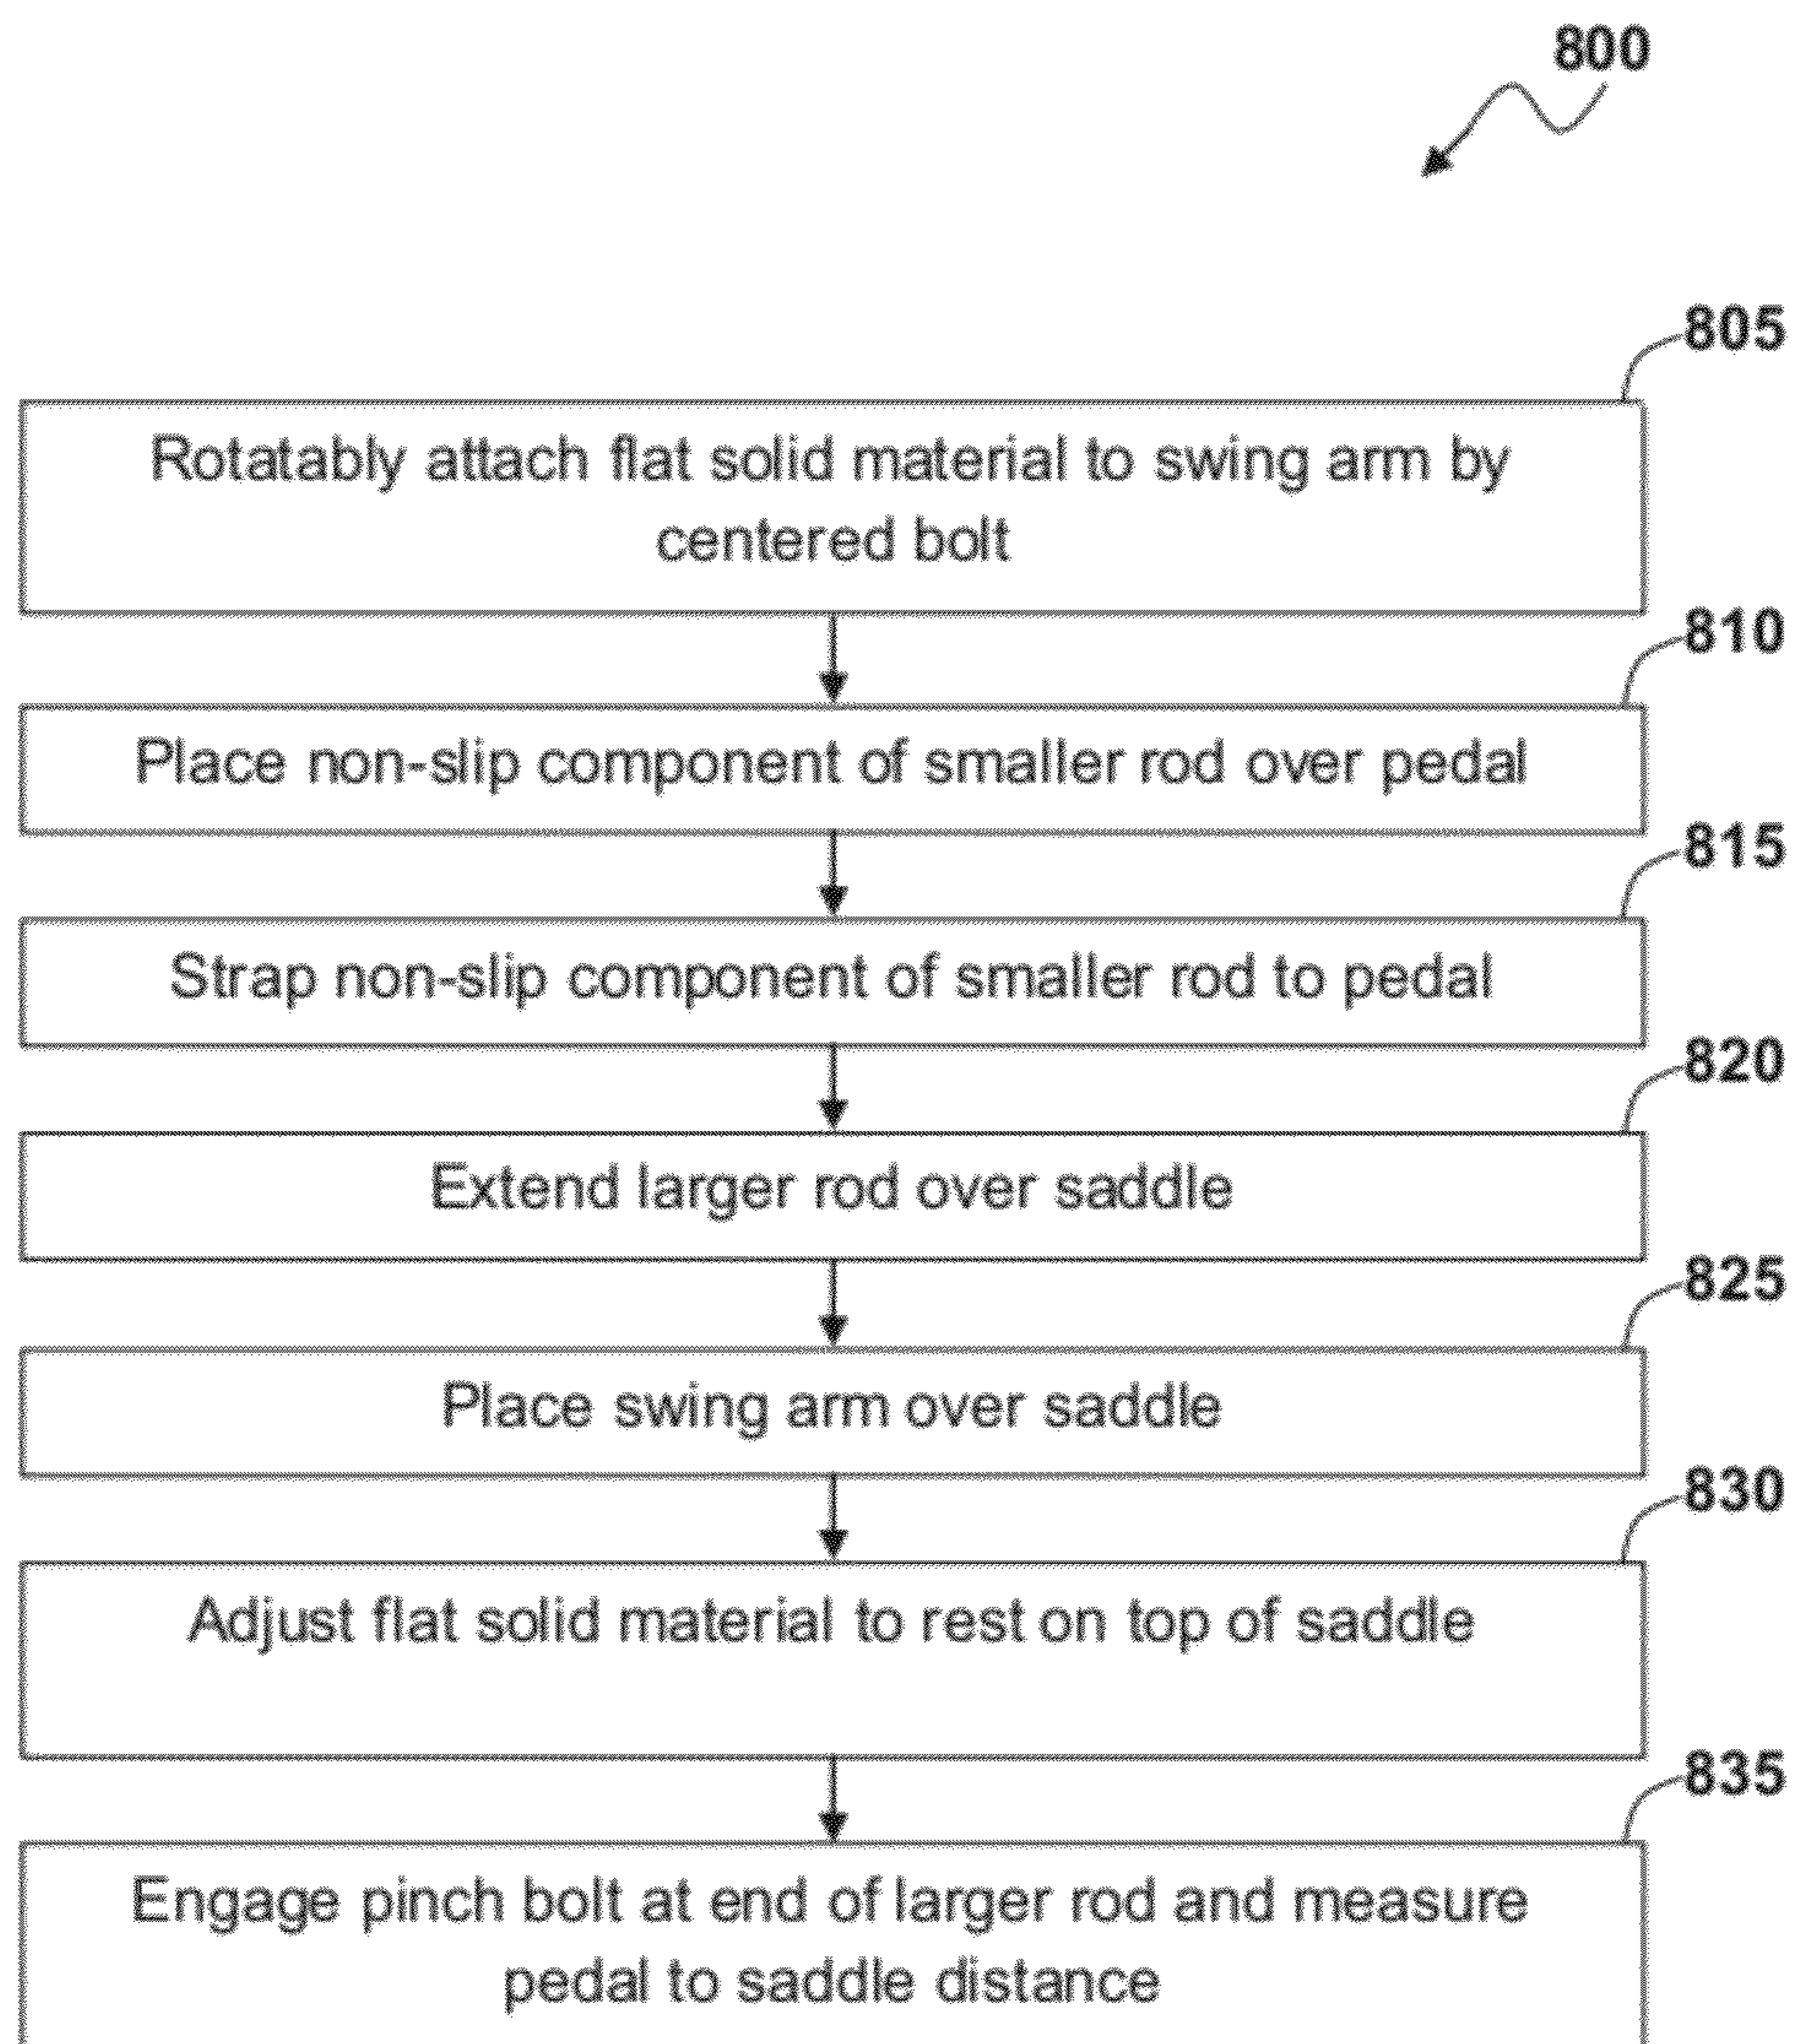 800
805
Rotatably attach flat solid material to swing arm by
centered bolt
810
Place non-slip component of smaller rod over pedal
815
Strap non-slip component of smaller rod to pedal
820
Extend larger rod over saddle
825
Place swing arm over saddle
830
Adjust flat solid material to rest on top of saddle
835
Engage pinch bolt at end of larger rod and measure
pedal to saddle distance